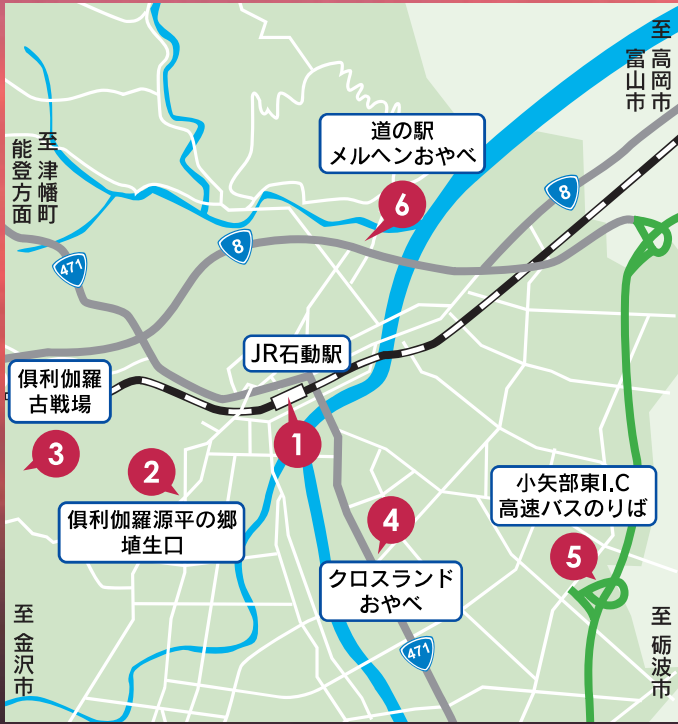 至 高岡市
富山市
道の駅
メルヘンおやべ
6
8
至 津幡町
能登方面
8
471
JR石動駅
1
倶利伽羅
古戦場
3
2
倶利伽羅源平の郷
埴生口
小矢部東I.C
高速バスのりば
5
4
クロスランド
おやべ
471
至 金沢市
至 砺波市